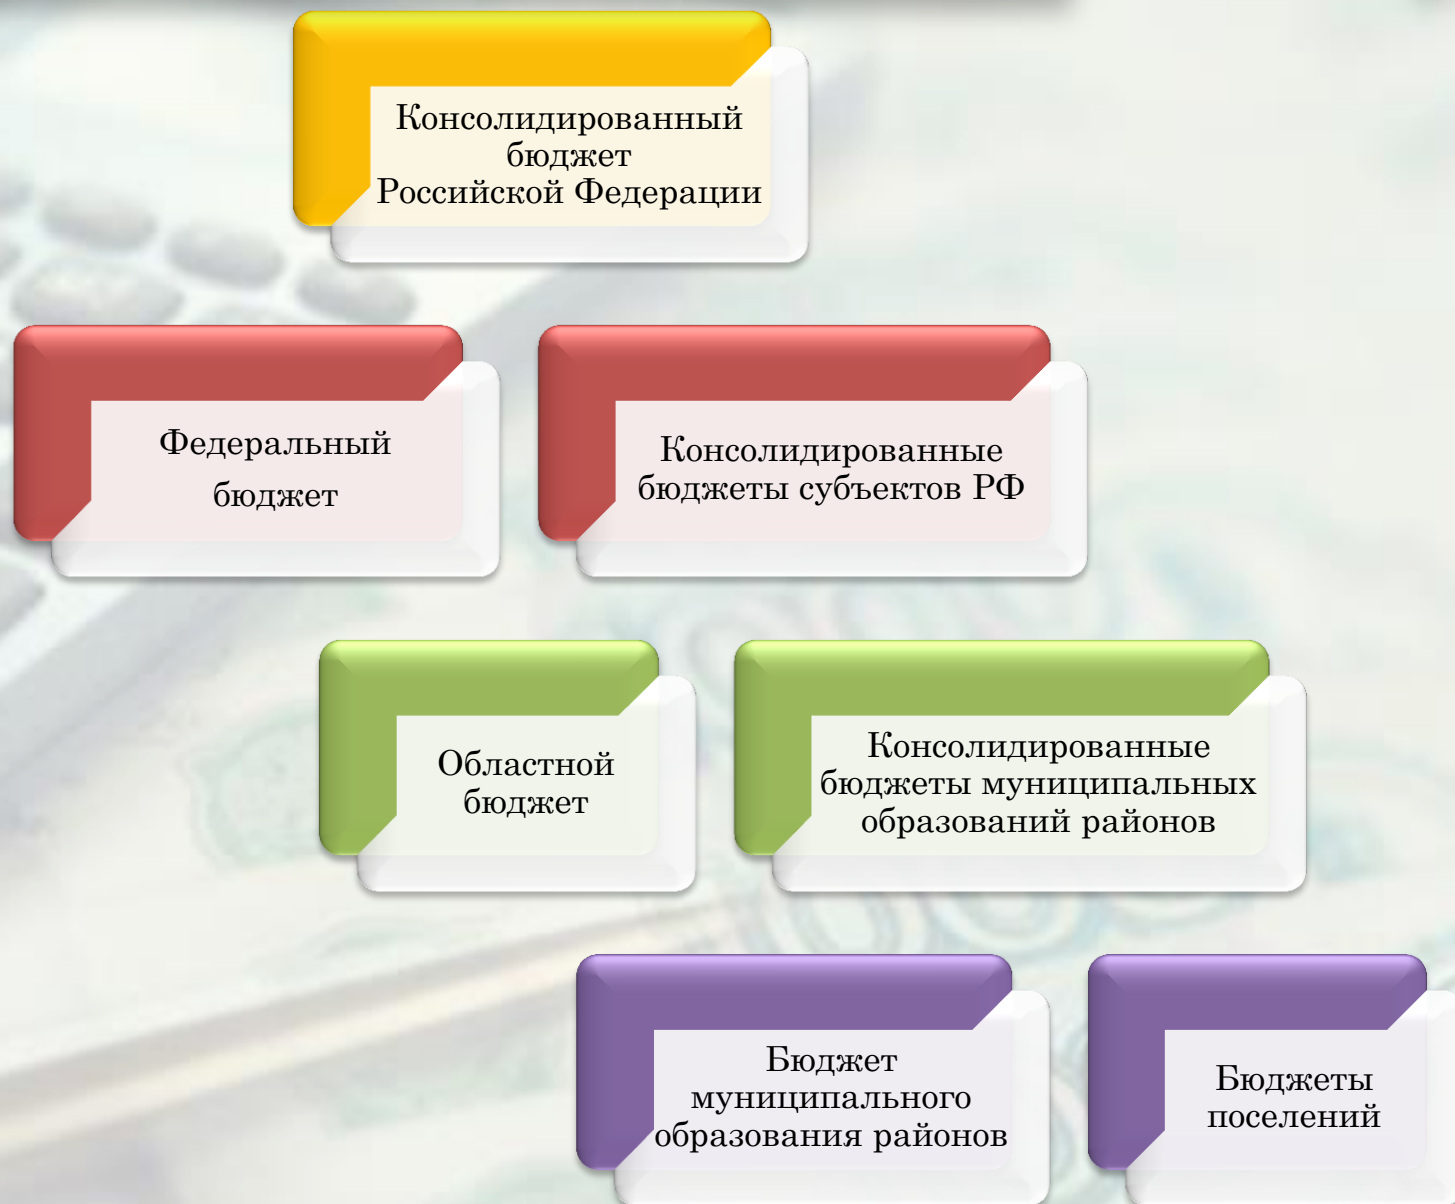 Консолидированный
бюджет
Российской Федерации
Федеральный
бюджет
Консолидированные
бюджеты субъектов РФ
Областной
бюджет
Консолидированные
бюджеты муниципальных
образований районов
Бюджет
муниципального
образования районов
Бюджеты
поселений